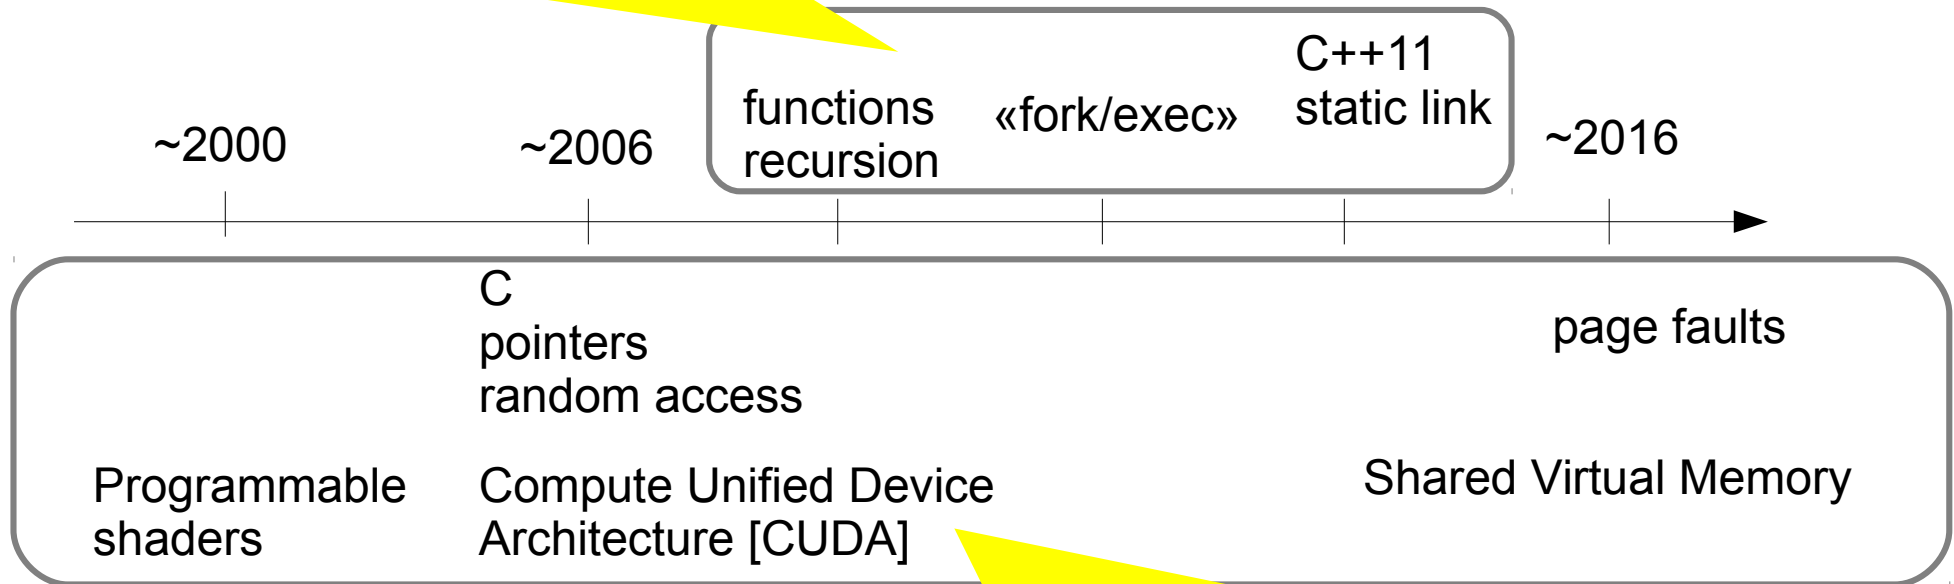 ~2000
~2006
functions
recursion
«fork/exec»
C++11
static link
~2016
C
pointers
random access
page faults
Programmable
shaders
Compute Unified Device
Architecture [CUDA]
Shared Virtual Memory